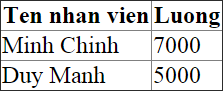 Ten nhan vien Luong
Minh Chinh 7000
Duy Manh 5000